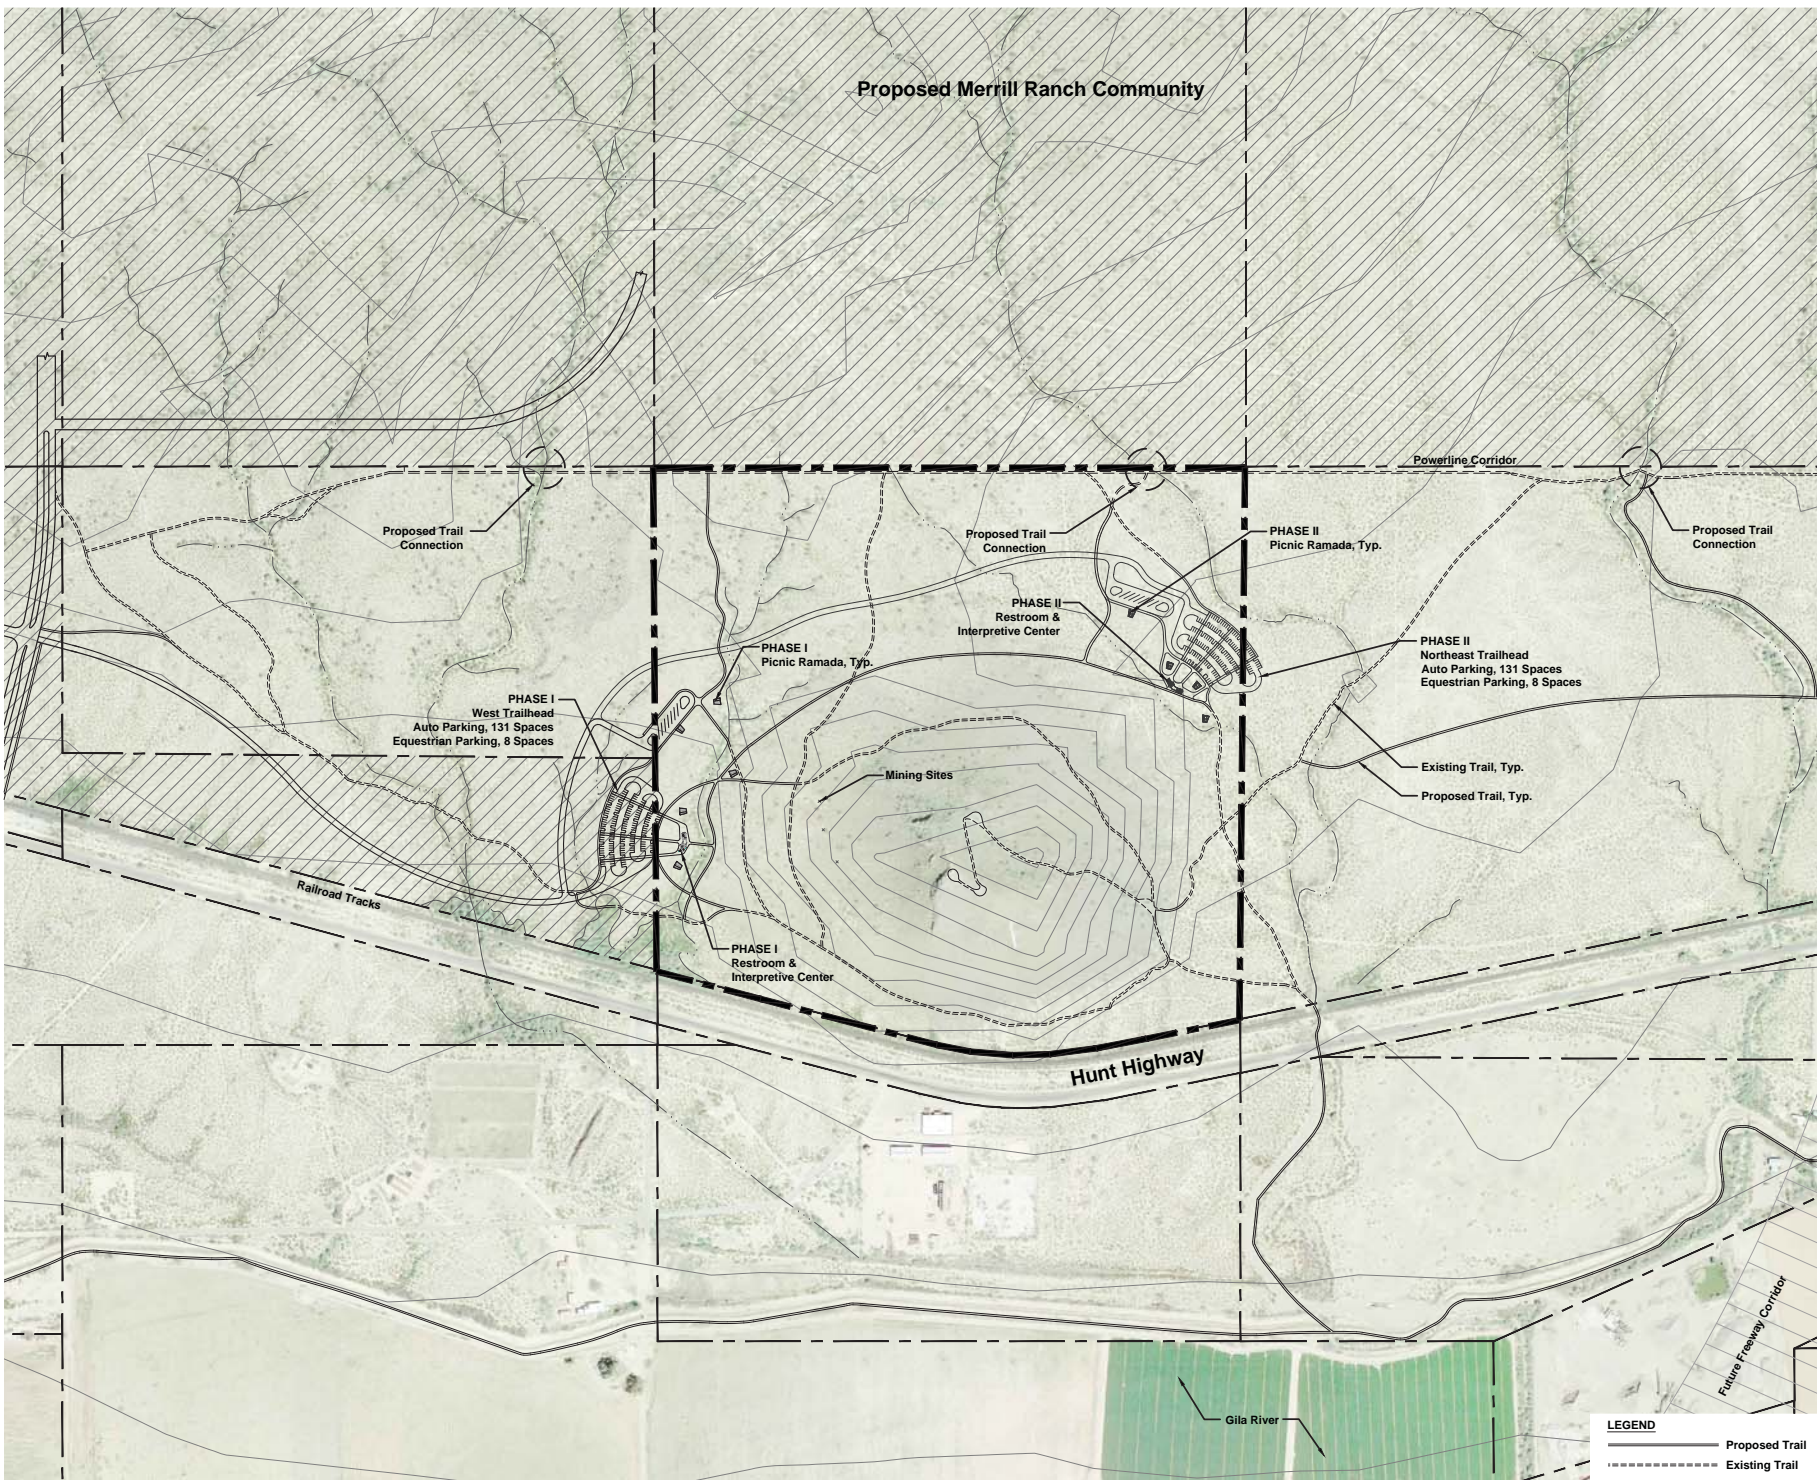 Proposed Merrill Ranch Community
Powerline Corridor
Proposed Trail
Connection
Proposed Trail
Connection
PHASE II
Picnic Ramada, Typ.
Proposed Trail
Connection
PHASE II
Restroom &
Interpretive Center
PHASE I
Picnic Ramada, Typ.
PHASE II
Northeast Trailhead
Auto Parking, 131 Spaces
Equestrian Parking, 8 Spaces
PHASE I
West Trailhead
Auto Parking, 131 Spaces
Equestrian Parking, 8 Spaces
Mining Sites
Existing Trail, Typ.
Proposed Trail, Typ.
Railroad Tracks
PHASE I
Restroom &
Interpretive Center
Hunt Highway
Future Freeway Corridor
Gila River
LEGEND
Proposed Trail
Existing Trail